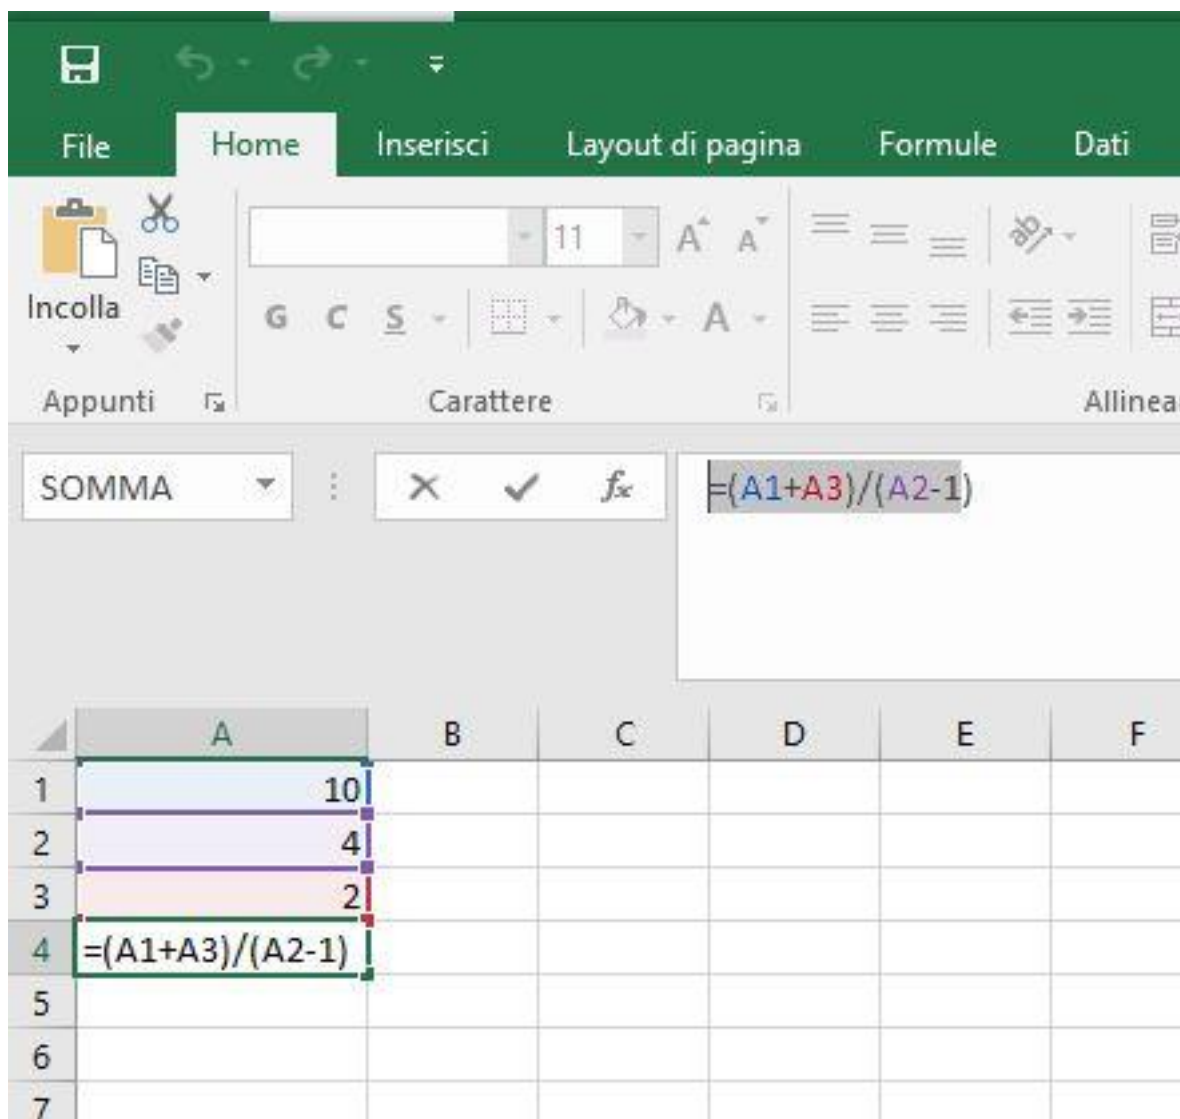 File Home Inserisci Layout di pagina Formule Dati
11 A A ab
Incolla G C S A
Appunti Carattere
SOMMA fx =(A1+A3)/(A2-1)
A B C D E F
1 10
2 4
3 2
4 =(A1+A3)/(A2-1)
5
6
7